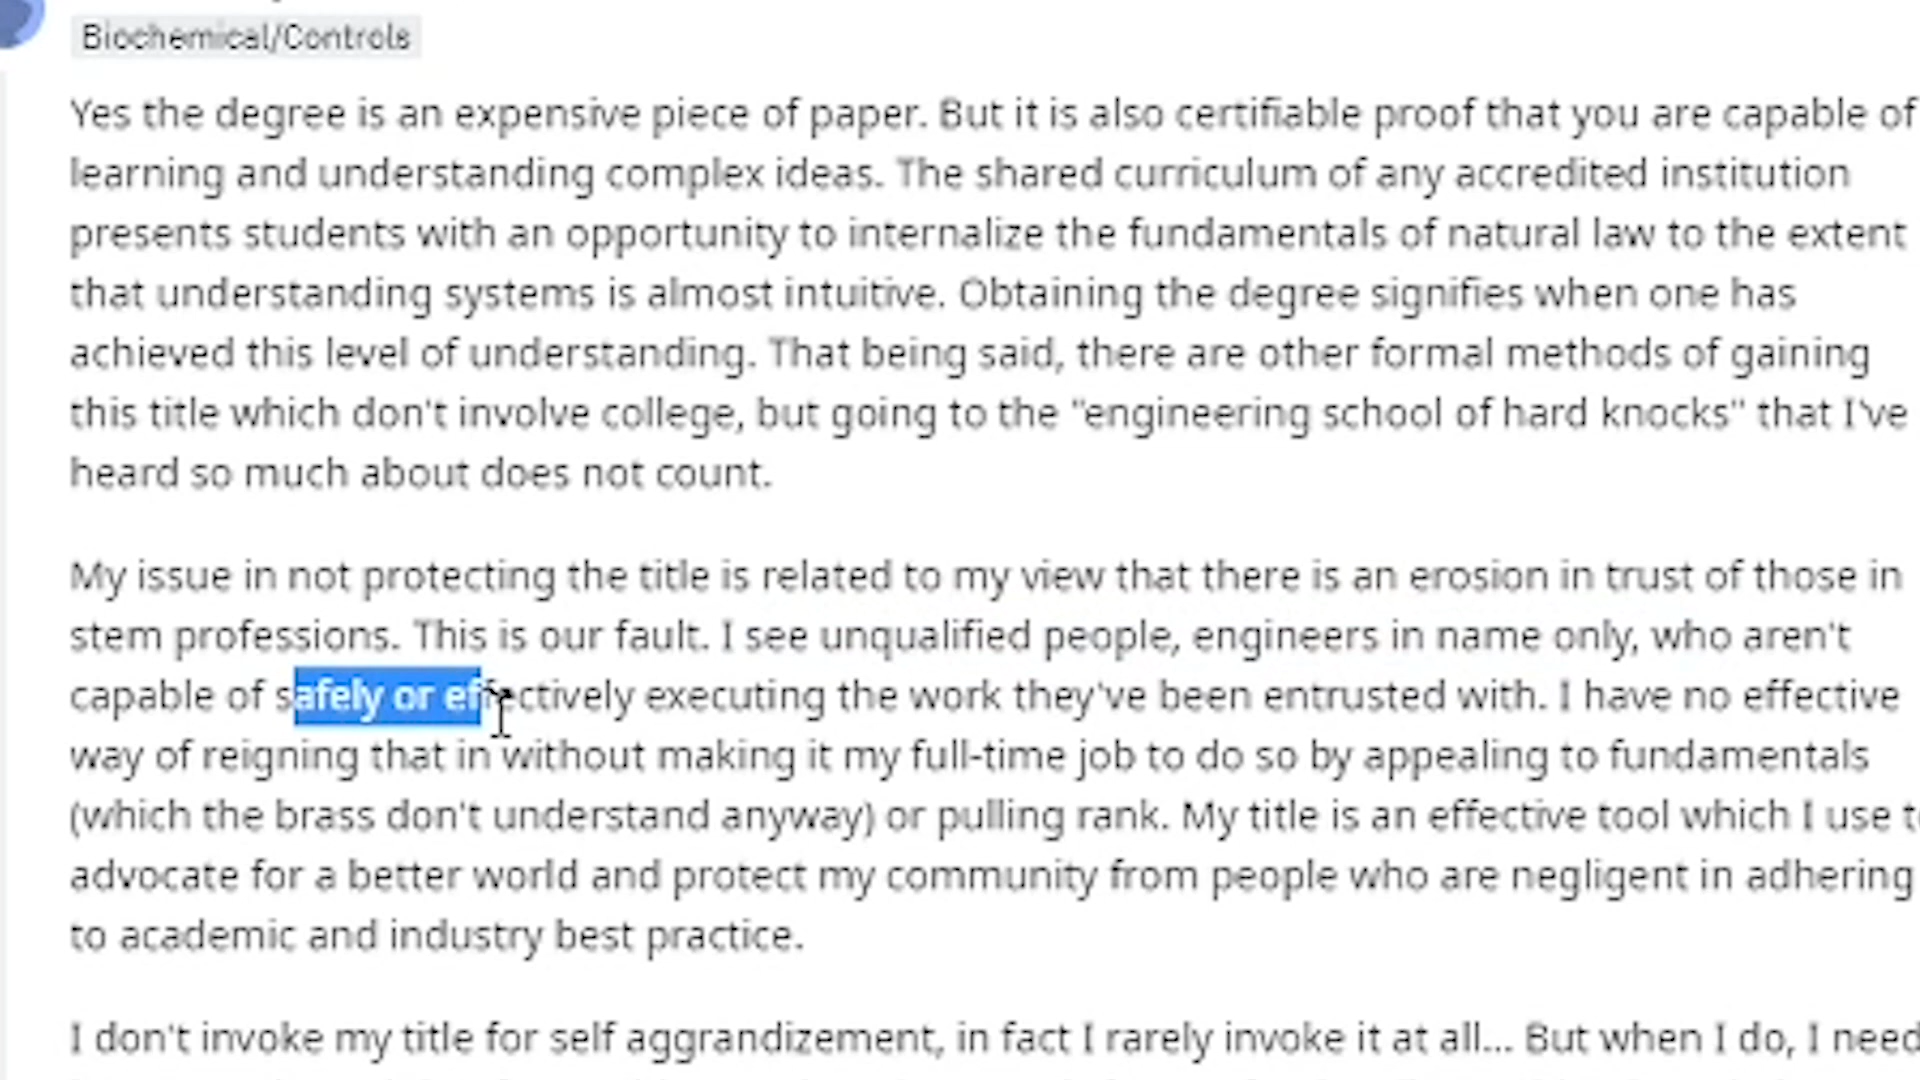 Biochemical/Controls
Yes the degree is an expensive piece of paper. But it is also certifiable proof that you are capable of
learning and understanding complex ideas. The shared curriculum of any accredited institution
presents students with an opportunity to internalize the fundamentals of natural law to the extent
that understanding systems is almost intuitive. Obtaining the degree signifies when one has
achieved this level of understanding. That being said, there are other formal methods of gaining
this title which don't involve college, but going to the "engineering school of hard knocks" that I've
heard so much about does not count.
My issue in not protecting the title is related to my view that there is an erosion in trust of those in
stem professions. This is our fault. I see unqualified people, engineers in name only, who aren't
capable of safely or effectively executing the work they've been entrusted with. I have no effective
way of reigning that in without making it my full-time job to do so by appealing to fundamentals
(which the brass don't understand anyway) or pulling rank. My title is an effective tool which I use
advocate for a better world and protect my community from people who are negligent in adhering
to academic and industry best practice.
I don't invoke my title for self aggrandizement, in fact I rarely invoke it at all... But when I do, I need